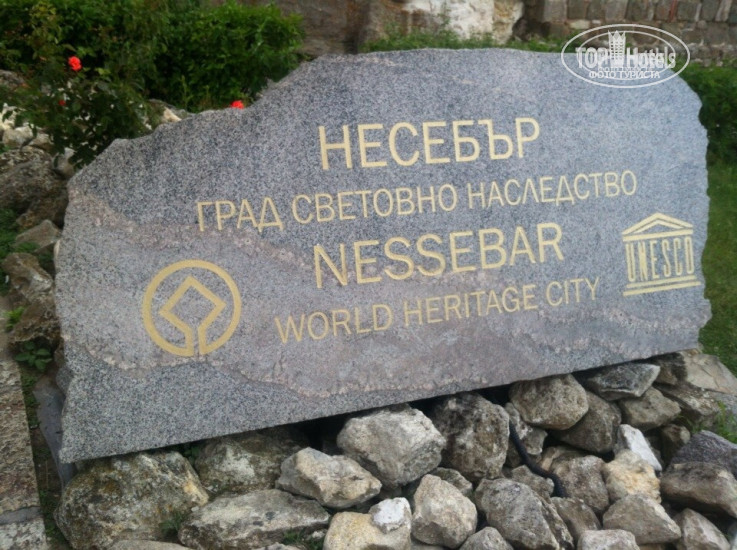 TOP Hotels
ФОТО ТУРИСТА
НЕСЕБЪР
ГРАД СВЕТОВНО НАСЛЕДСТВО
NESSEBAR
WORLD HERITAGE CITY
UNESCO